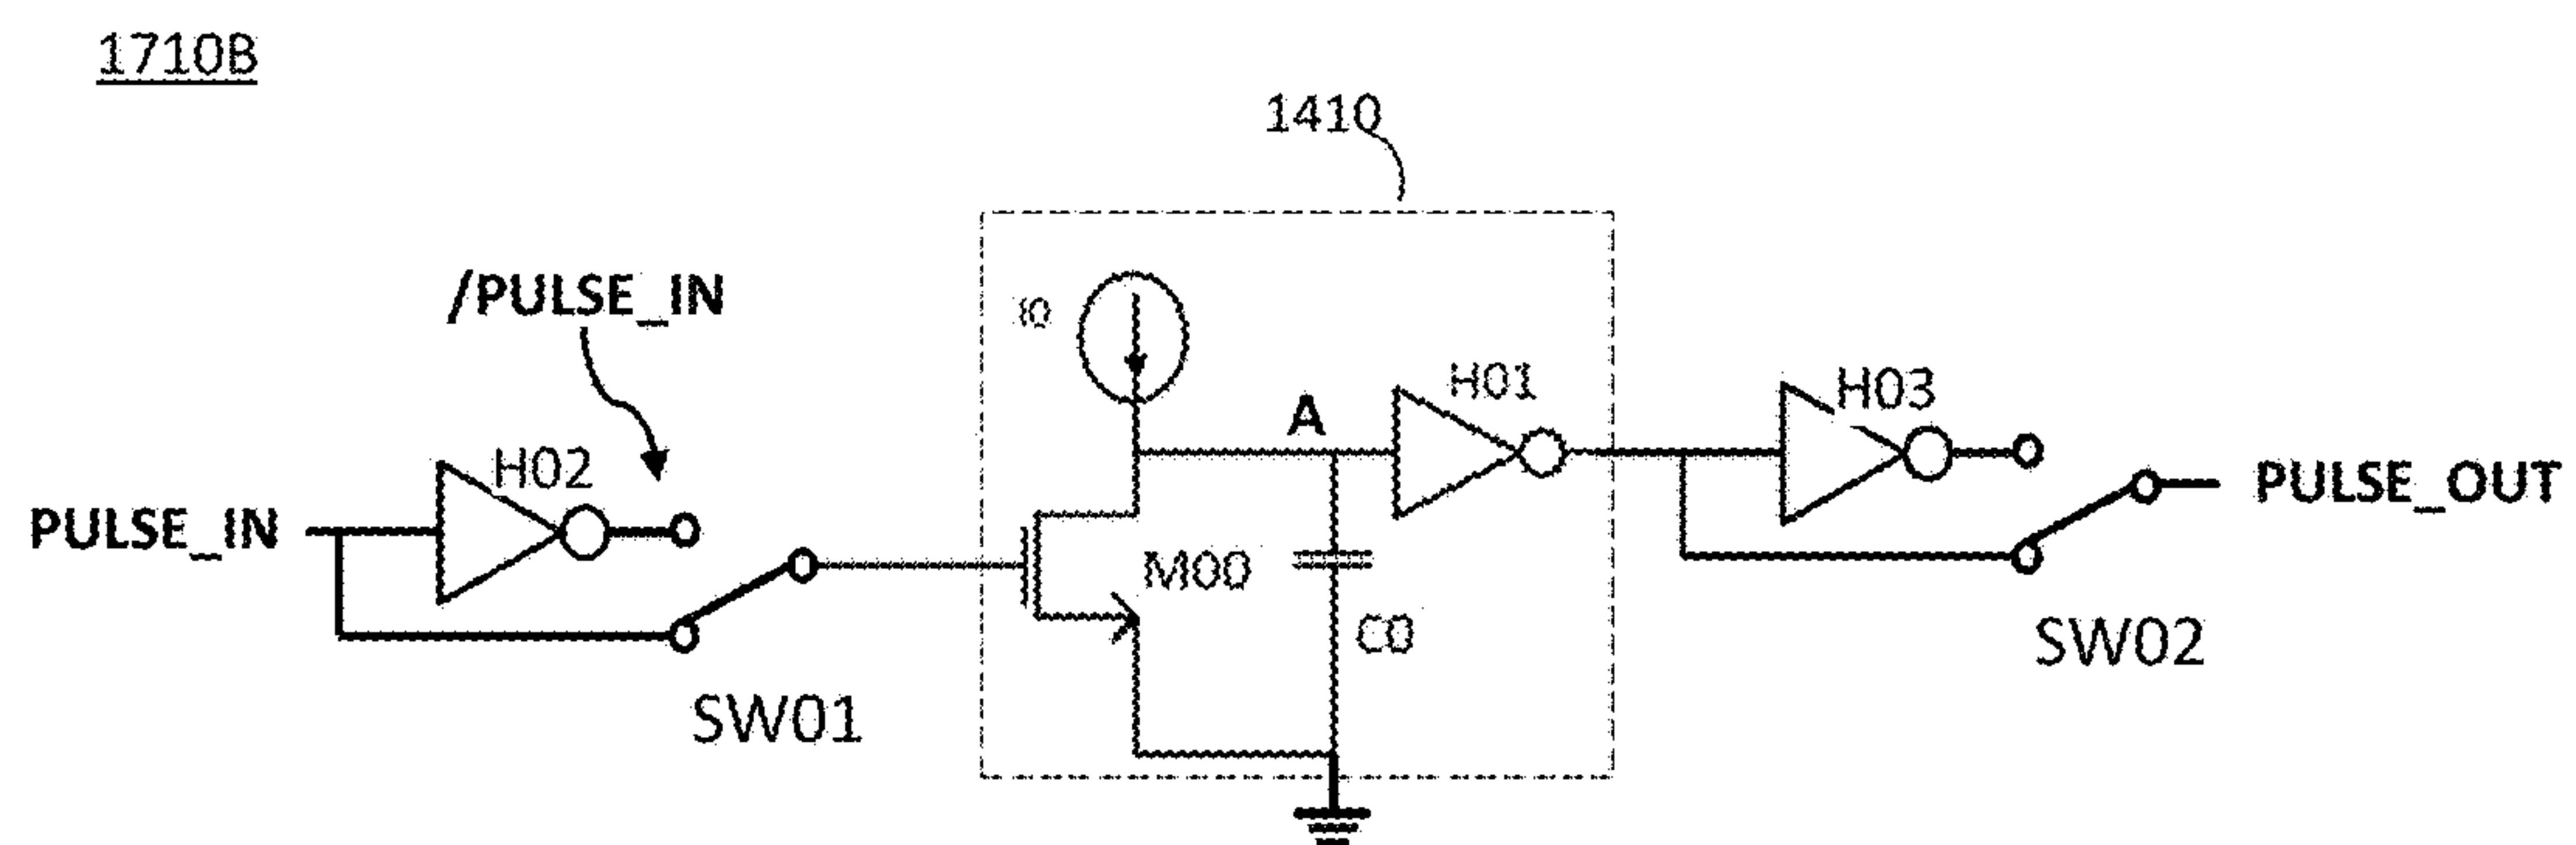 1710B
1410
/PULSE_IN
I0
H01
H03
A
H02
PULSE_IN
PULSE_OUT
M00
C0
SW01
SW02